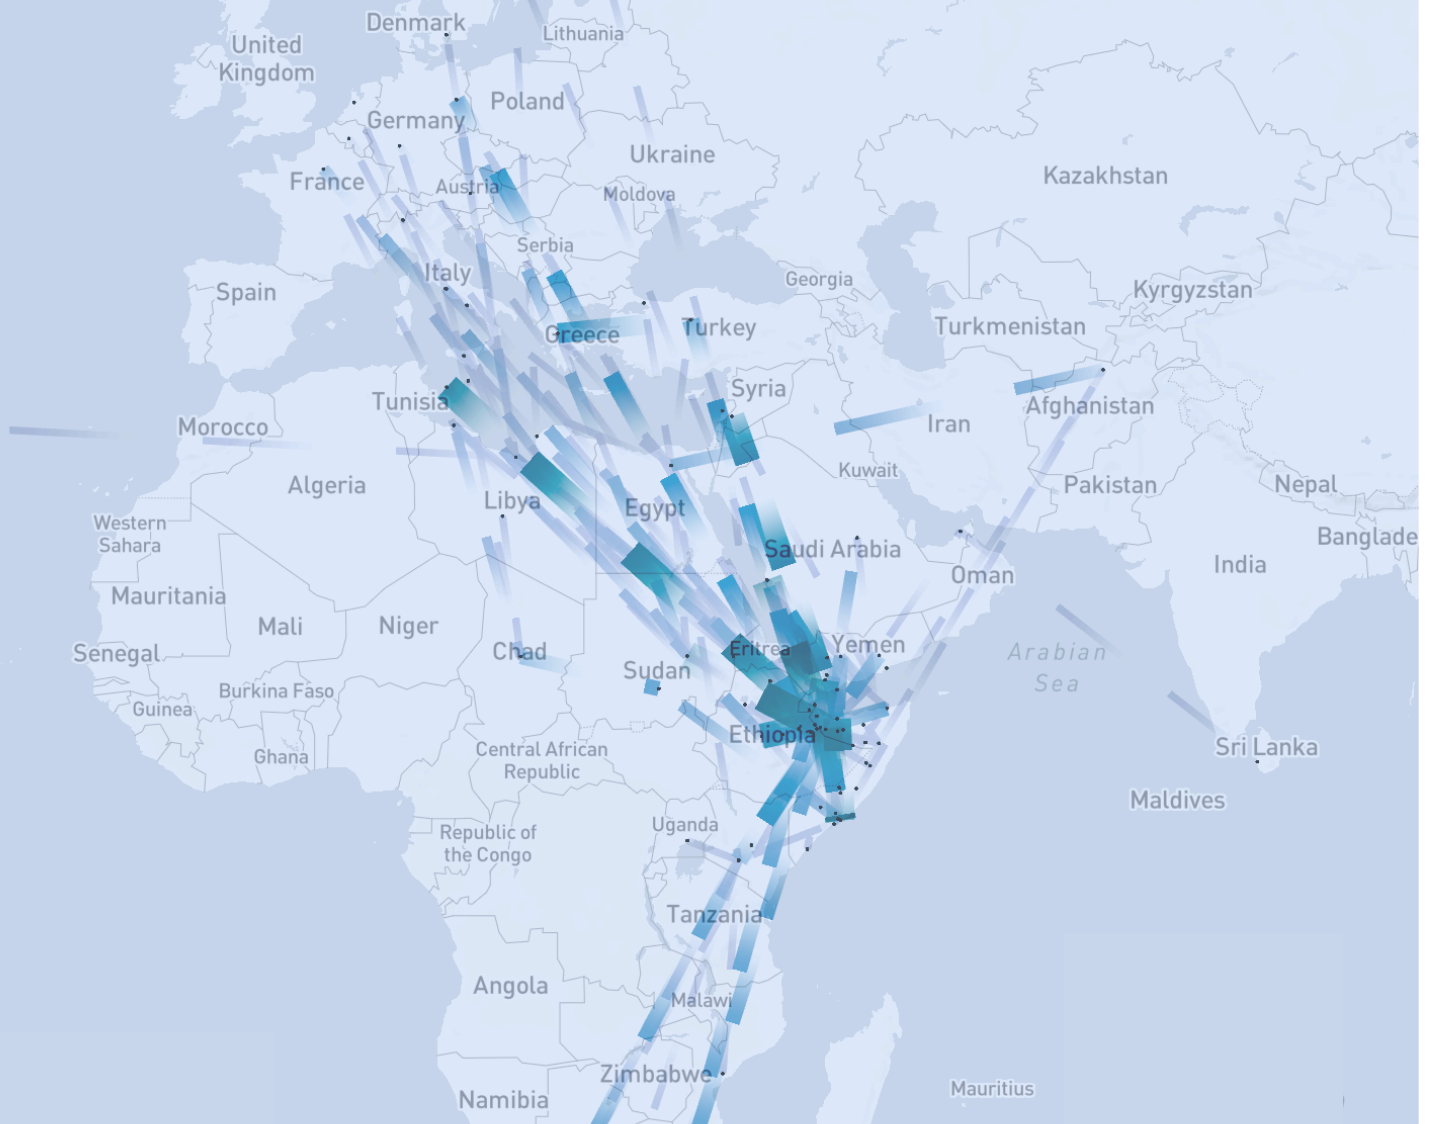 Denmark
Lithuania
United
Kingdom
Poland
Germany
Ukraine
France
Austria
Moldova
Kazakhstan
Serbia
Italy
Georgia
Spain
Kyrgyzstan
Greece
Turkey
Turkmenistan
Syria
Tunisia
Afghanistan
Morocco
Iran
Kuwait
Algeria
Pakistan
Nepal
Libya
Egypt
Western
Sahara
Banglade
Saudi Arabia
India
Oman
Mauritania
Mali
Niger
Chad
Eritrea
Yemen
Senegal
Arabian
Sea
Sudan
Burkina Faso
Guinea
Ethiopia
Ghana
Central African
Republic
Sri Lanka
Maldives
Uganda
Republic of
the Congo
Tanzania
Angola
Malawi
Zimbabwe
Mauritius
Namibia